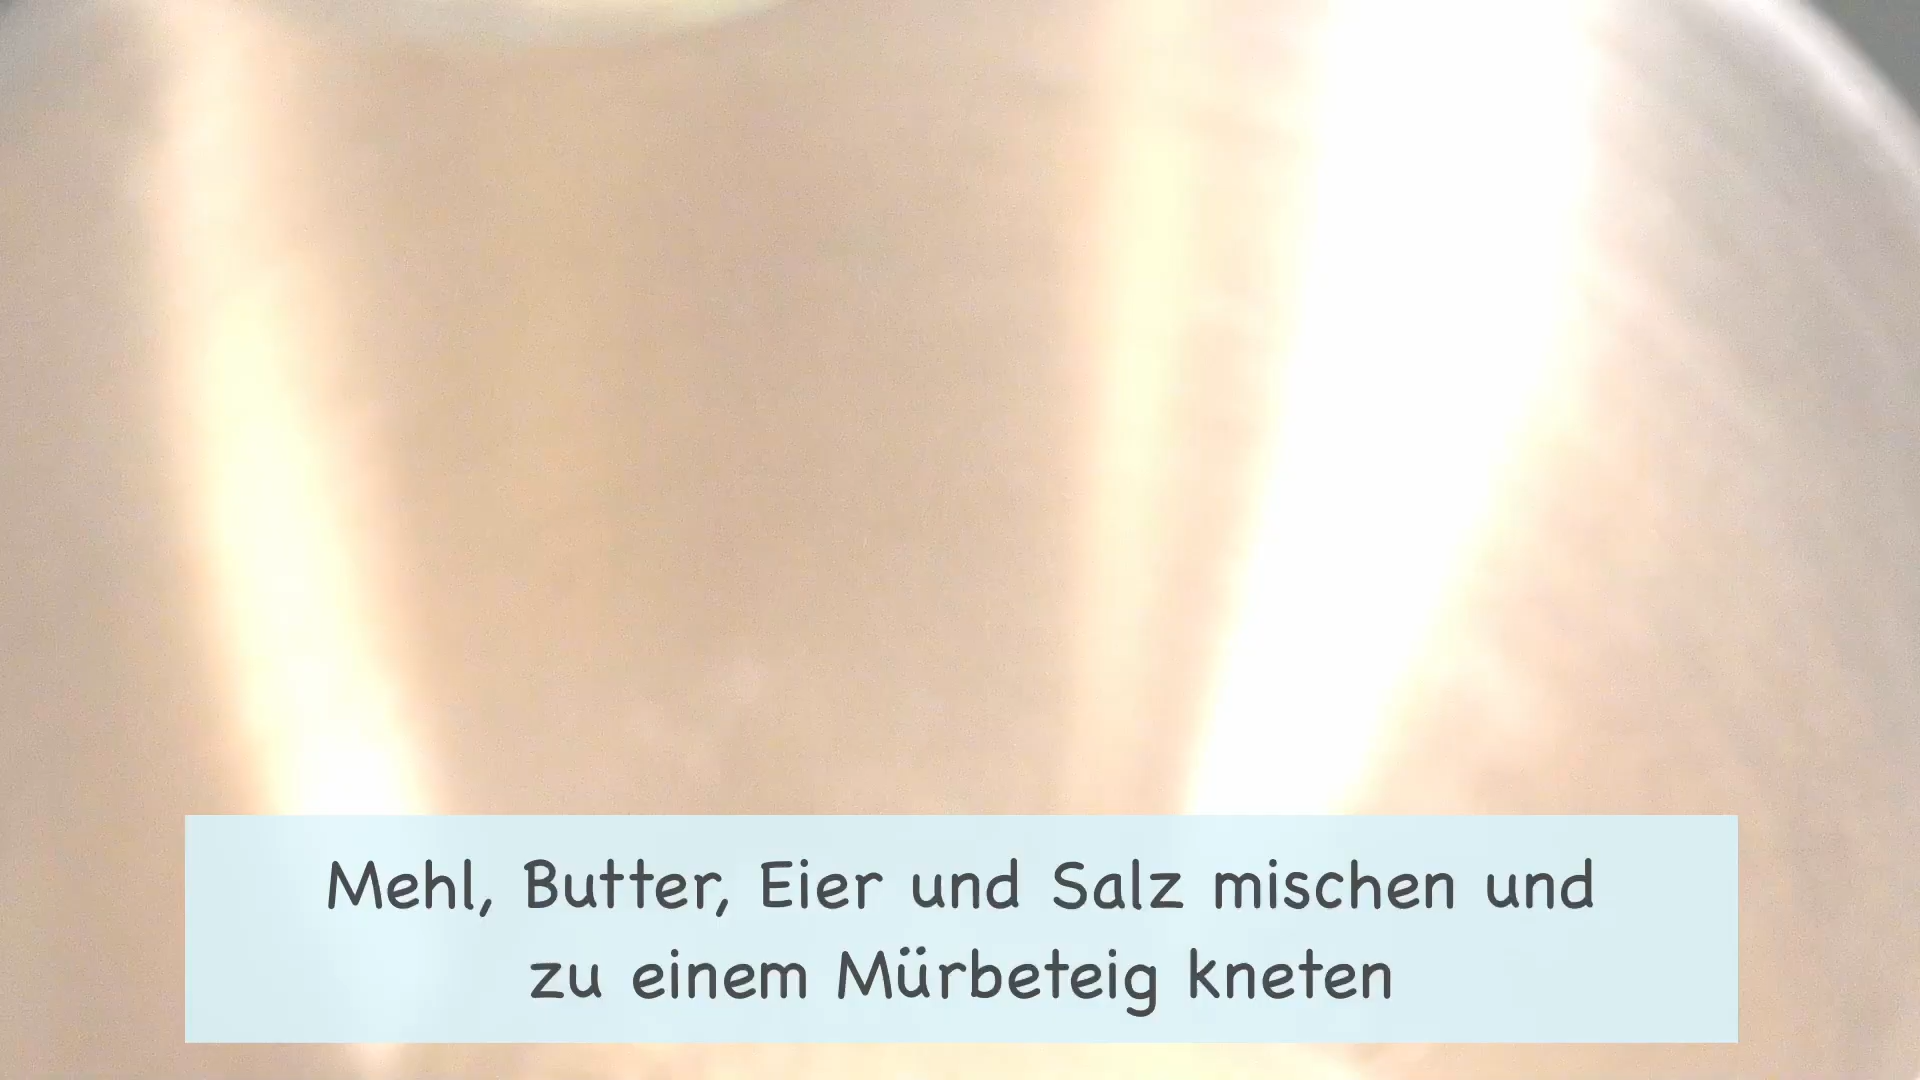 Mehl, Butter, Eier und Salz mischen und
zu einem Mürbeteig kneten